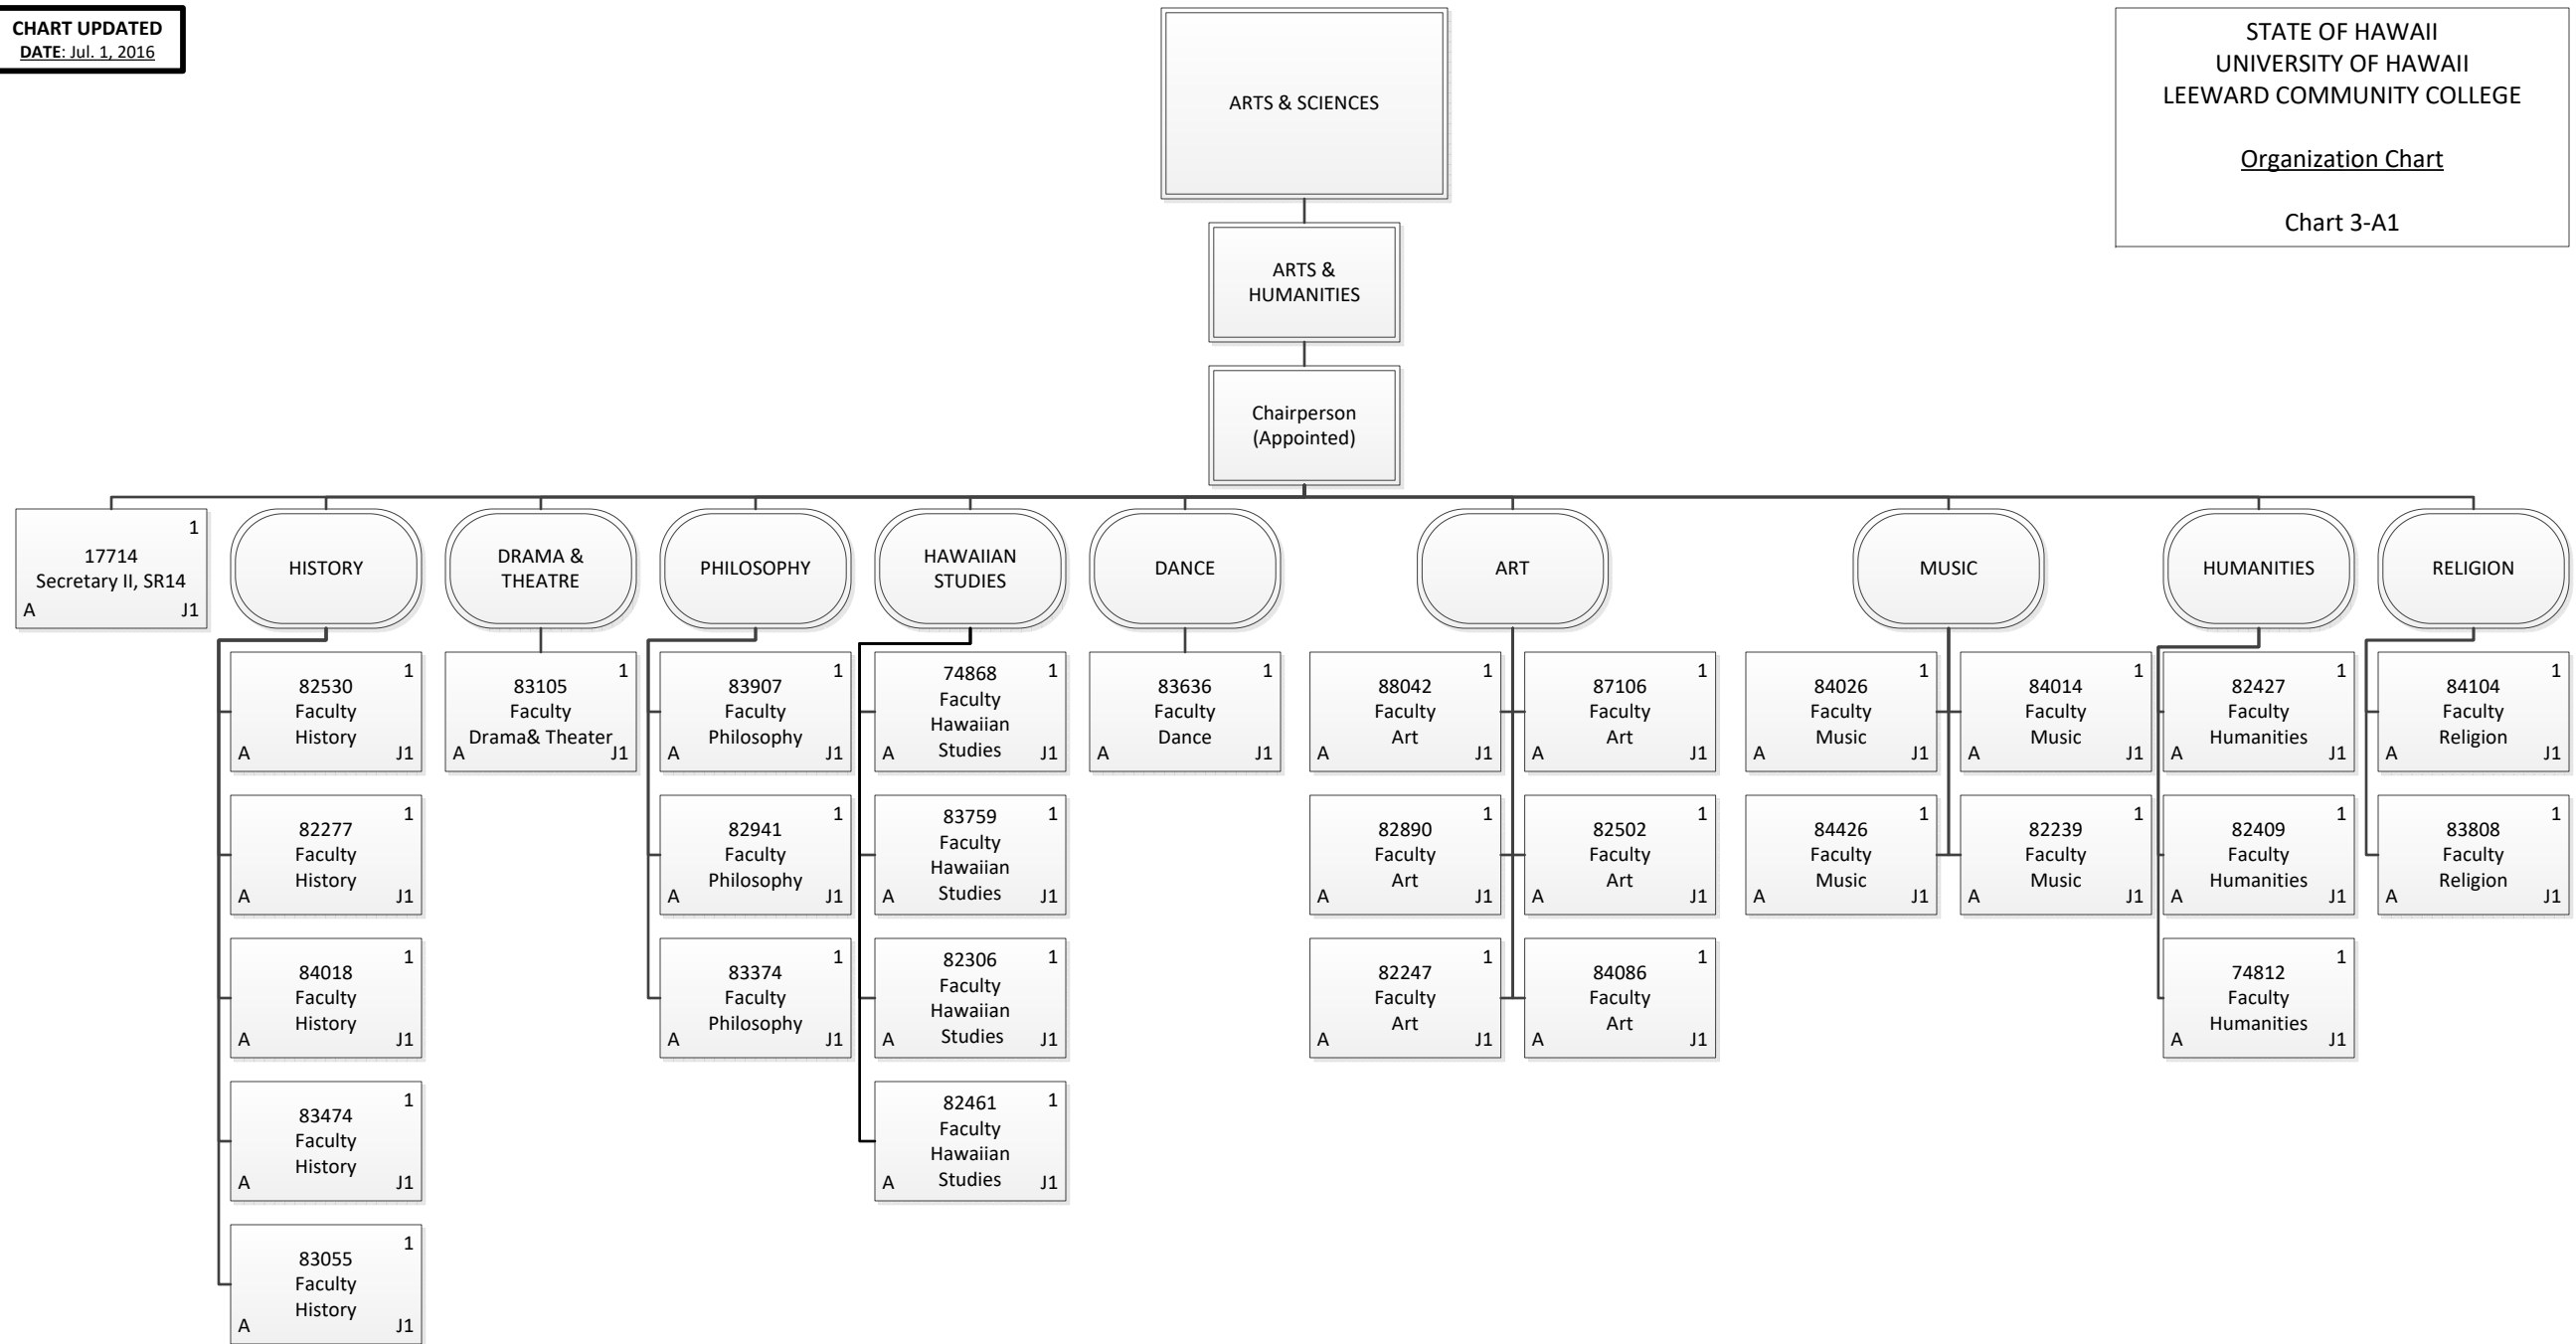 CHART UPDATED
DATE: Jul. 1, 2016
STATE OF HAWAII
UNIVERSITY OF HAWAII
LEEWARD COMMUNITY COLLEGE
Organization Chart
Chart 3-A1
ARTS & SCIENCES
ARTS &
HUMANITIES
Chairperson
(Appointed)
1
17714
Secretary II, SR14
A J1
HISTORY
1
82530
Faculty
History
A J1
1
82277
Faculty
History
A J1
1
84018
Faculty
History
A J1
1
83474
Faculty
History
A J1
1
83055
Faculty
History
A J1
DRAMA &
THEATRE
1
83105
Faculty
Drama& Theater
A J1
PHILOSOPHY
1
83907
Faculty
Philosophy
A J1
1
82941
Faculty
Philosophy
A J1
1
83374
Faculty
Philosophy
A J1
HAWAIIAN
STUDIES
1
74868
Faculty
Hawaiian
Studies
A J1
1
83759
Faculty
Hawaiian
Studies
A J1
1
82306
Faculty
Hawaiian
Studies
A J1
1
82461
Faculty
Hawaiian
Studies
A J1
DANCE
1
83636
Faculty
Dance
A J1
ART
1
88042
Faculty
Art
A J1
1
87106
Faculty
Art
A J1
1
82890
Faculty
Art
A J1
1
82502
Faculty
Art
A J1
1
82247
Faculty
Art
A J1
1
84086
Faculty
Art
A J1
MUSIC
1
84026
Faculty
Music
A J1
1
84014
Faculty
Music
A J1
1
84426
Faculty
Music
A J1
1
82239
Faculty
Music
A J1
HUMANITIES
1
82427
Faculty
Humanities
A J1
1
82409
Faculty
Humanities
A J1
1
74812
Faculty
Humanities
A J1
RELIGION
1
84104
Faculty
Religion
A J1
1
83808
Faculty
Religion
A J1